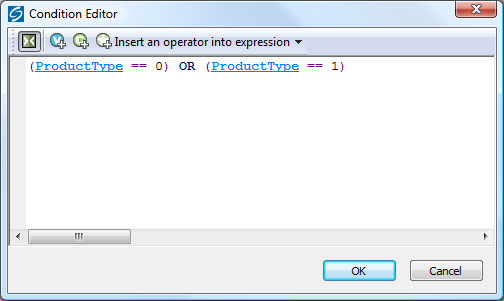 Condition Editor
Insert an operator into expression
(ProductType == 0) OR (ProductType == 1)
OK Cancel